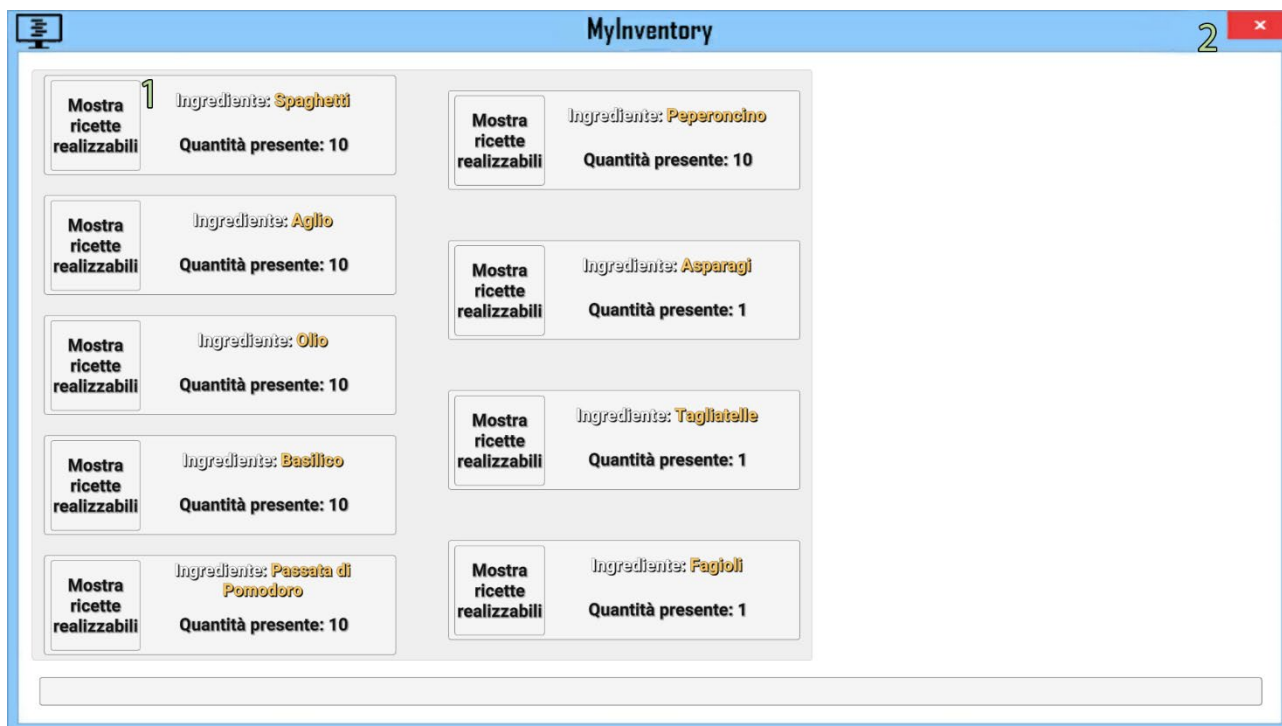 MyInventory
2
×
1
Mostra
ricette
realizzabili
Ingrediente: Spaghetti
Quantità presente: 10
Mostra
ricette
realizzabili
Ingrediente: Aglio
Quantità presente: 10
Mostra
ricette
realizzabili
Ingrediente: Olio
Quantità presente: 10
Mostra
ricette
realizzabili
Ingrediente: Basilico
Quantità presente: 10
Mostra
ricette
realizzabili
Ingrediente: Passata di
Pomodoro
Quantità presente: 10
Mostra
ricette
realizzabili
Ingrediente: Peperoncino
Quantità presente: 10
Mostra
ricette
realizzabili
Ingrediente: Asparagi
Quantità presente: 1
Mostra
ricette
realizzabili
Ingrediente: Tagliatelle
Quantità presente: 1
Mostra
ricette
realizzabili
Ingrediente: Fagioli
Quantità presente: 1